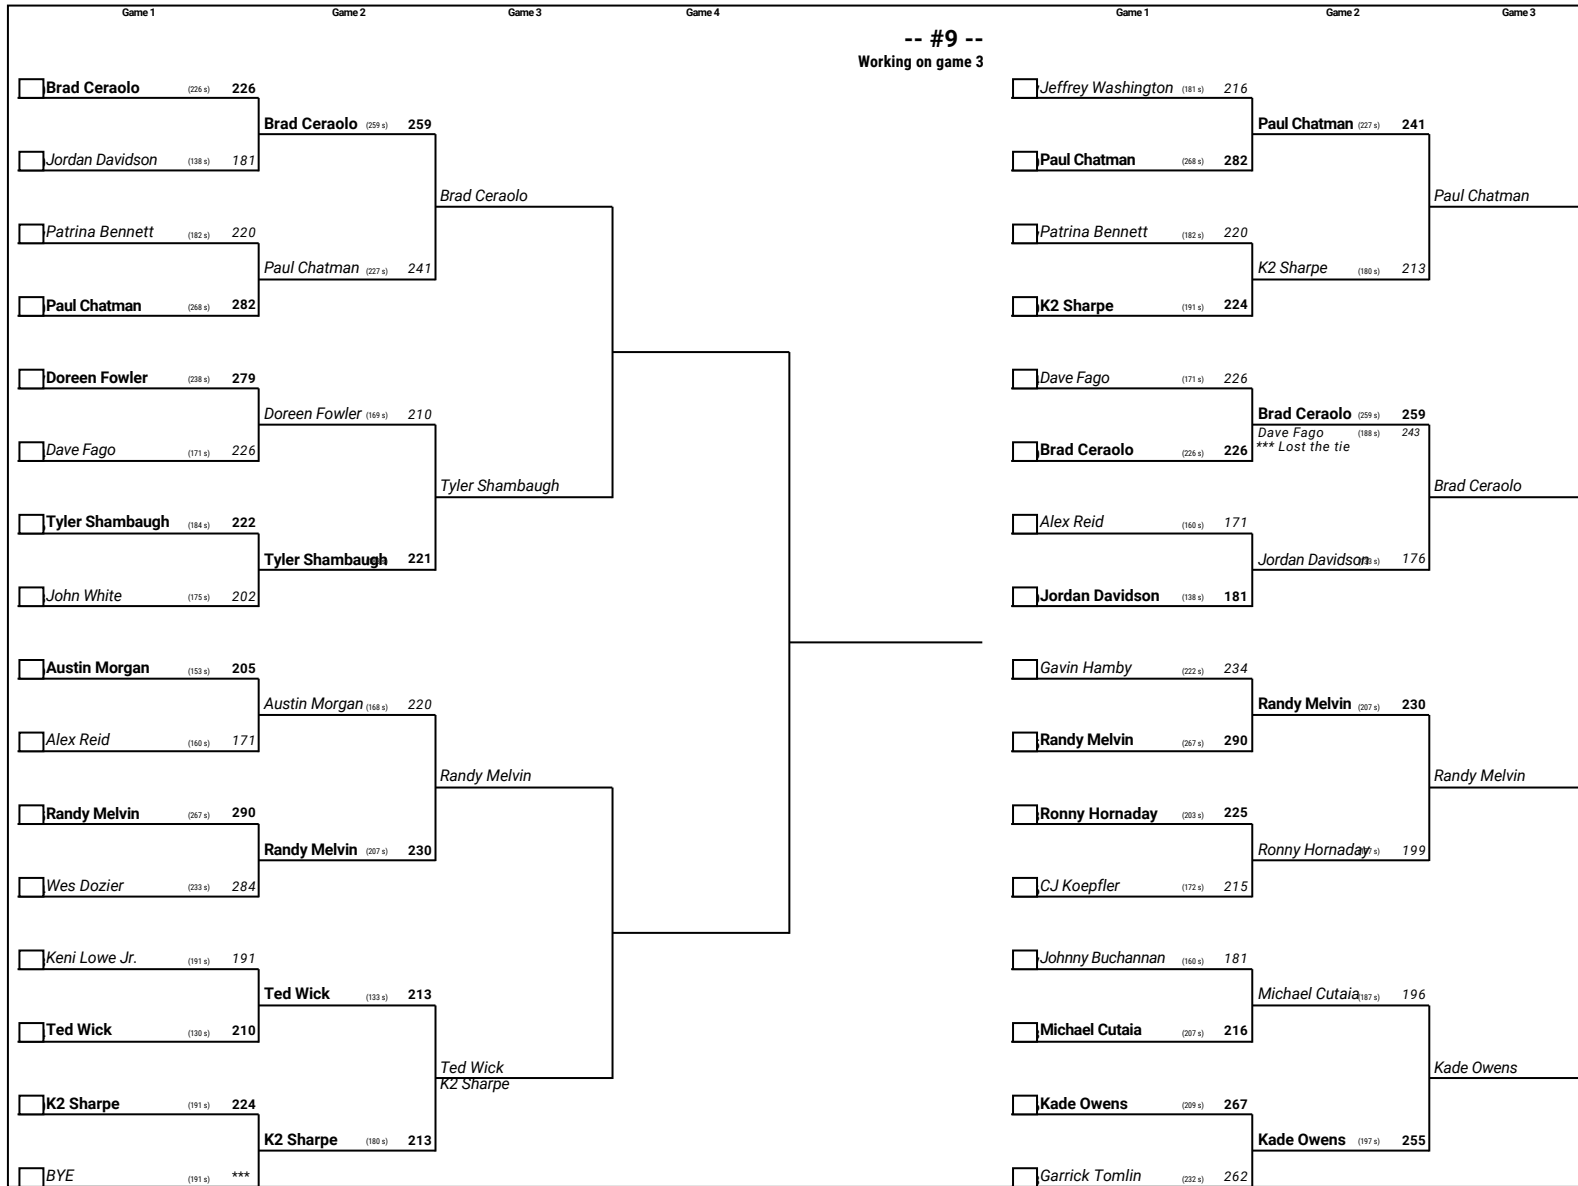 Game 1 Game 2 Game 3 Game 4 Game 1 Game 2 Game 3
-- #9 --
Working on game 3
Brad Ceraolo (226 s) 226
Brad Ceraolo (259 s) 259
Jordan Davidson (138 s) 181
Brad Ceraolo
Patrina Bennett (182 s) 220
Paul Chatman (227 s) 241
Paul Chatman (268 s) 282
Doreen Fowler (238 s) 279
Doreen Fowler (169 s) 210
Dave Fago (171 s) 226
Tyler Shambaugh
Tyler Shambaugh (184 s) 222
Tyler Shambaugh 221
John White (175 s) 202
Austin Morgan (153 s) 205
Austin Morgan (168 s) 220
Alex Reid (160 s) 171
Randy Melvin
Randy Melvin (267 s) 290
Randy Melvin (207 s) 230
Wes Dozier (233 s) 284
Keni Lowe Jr. (191 s) 191
Ted Wick (133 s) 213
Ted Wick (130 s) 210
Ted Wick
K2 Sharpe
K2 Sharpe (191 s) 224
K2 Sharpe (180 s) 213
BYE (191 s) ***
Jeffrey Washington (181 s) 216
Paul Chatman (227 s) 241
Paul Chatman (268 s) 282
Paul Chatman
Patrina Bennett (182 s) 220
K2 Sharpe (180 s) 213
K2 Sharpe (191 s) 224
Dave Fago (171 s) 226
Brad Ceraolo (259 s) 259
Dave Fago (188 s) 243
*** Lost the tie
Brad Ceraolo (226 s) 226
Brad Ceraolo
Alex Reid (160 s) 171
Jordan Davidson 176
Jordan Davidson (138 s) 181
Gavin Hamby (222 s) 234
Randy Melvin (207 s) 230
Randy Melvin (267 s) 290
Randy Melvin
Ronny Hornaday (203 s) 225
Ronny Hornaday 199
CJ Koepfler (172 s) 215
Johnny Buchannan (160 s) 181
Michael Cutaia (187 s) 196
Michael Cutaia (207 s) 216
Kade Owens
Kade Owens (209 s) 267
Kade Owens (197 s) 255
Garrick Tomlin (232 s) 262